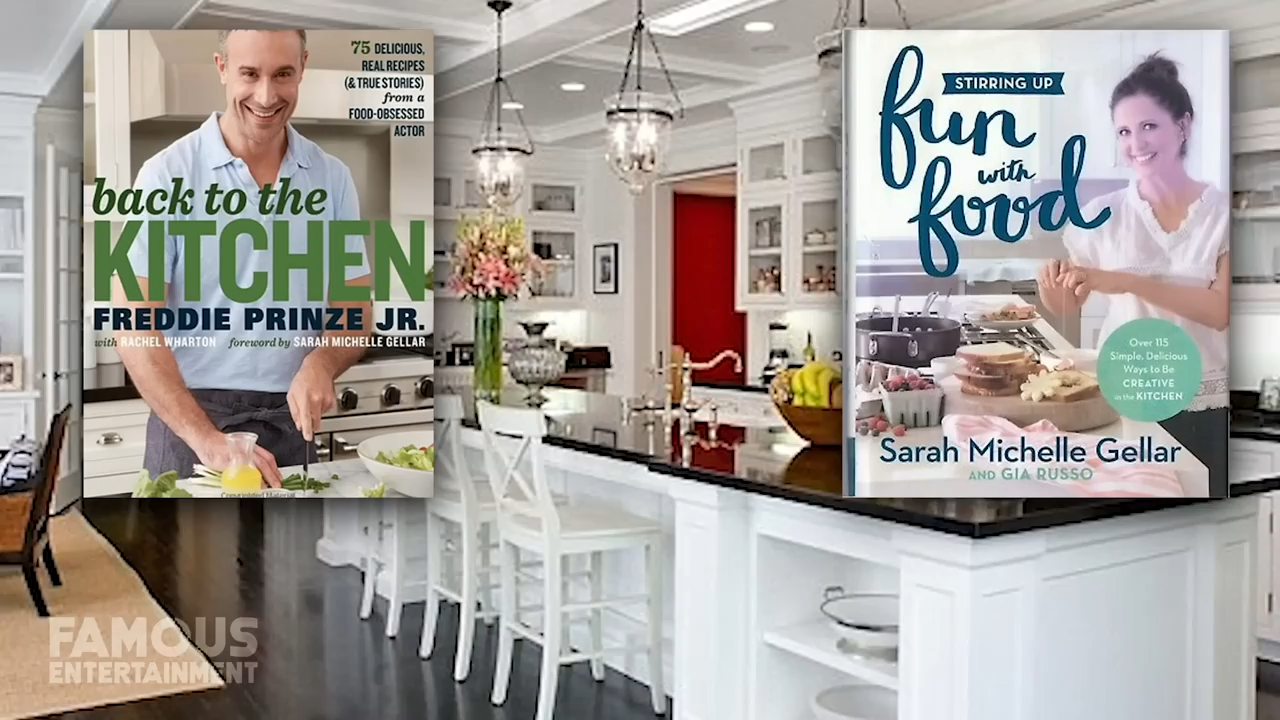 75 DELICIOUS,
REAL RECIPES
(& TRUE STORIES)
from a
FOOD-OBSESSED
ACTOR
back to the
KITCHEN
FREDDIE PRINZE JR.
with RACHEL WHARTON foreword by SARAH MICHELLE GELLAR
Copyrighted Material
STIRRING UP
fun
with
food
Over 115
Simple, Delicious
Ways to Be
CREATIVE
in the KITCHEN
Sarah Michelle Gellar
AND GIA RUSSO
FAMOUS
ENTERTAINMENT